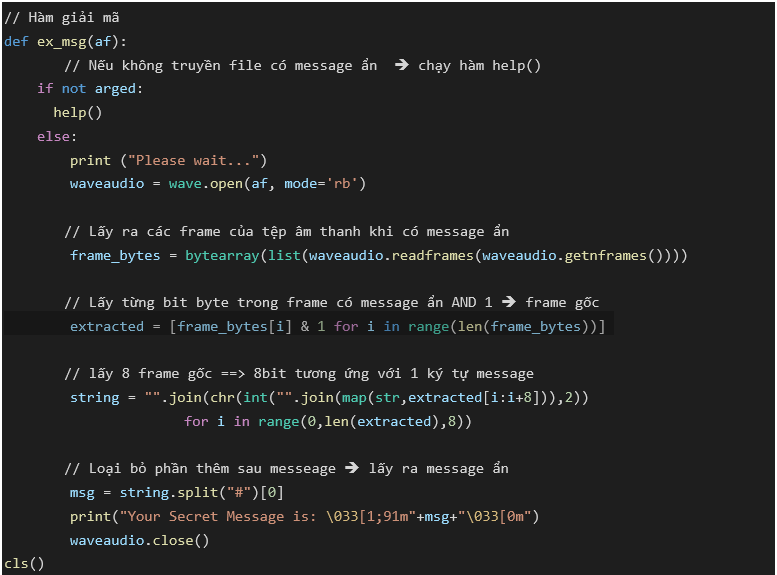 // Hàm giải mã
def ex_msg(af):
// Nếu không truyền file có message ẩn 🡪 chạy hàm help()
if not arged:
help()
else:
print ("Please wait...")
waveaudio = wave.open(af, mode='rb')
// Lấy ra các frame của tệp âm thanh khi có message ẩn
frame_bytes = bytearray(list(waveaudio.readframes(waveaudio.getnframes())))
// Lấy từng bit byte trong frame có message ẩn AND 1 🡪 frame gốc
extracted = [frame_bytes[i] & 1 for i in range(len(frame_bytes))]
// lấy 8 frame gốc ==> 8bit tương ứng với 1 ký tự message
string = "".join(chr(int("".join(map(str,extracted[i:i+8])),2))
for i in range(0,len(extracted),8))
// Loại bỏ phần thêm sau messeage 🡪 lấy ra message ẩn
msg = string.split("#")[0]
print("Your Secret Message is: \033[1;91m"+msg+"\033[0m")
waveaudio.close()
cls()